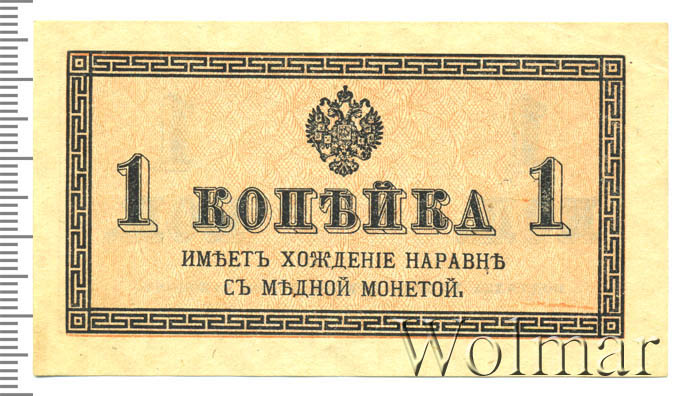 1 КОПѢЙКА 1
ИМѢЕТЪ ХОЖДЕНІЕ НАРАВНѢ
СЪ МѢДНОЙ МОНЕТОЙ.
Wolmar